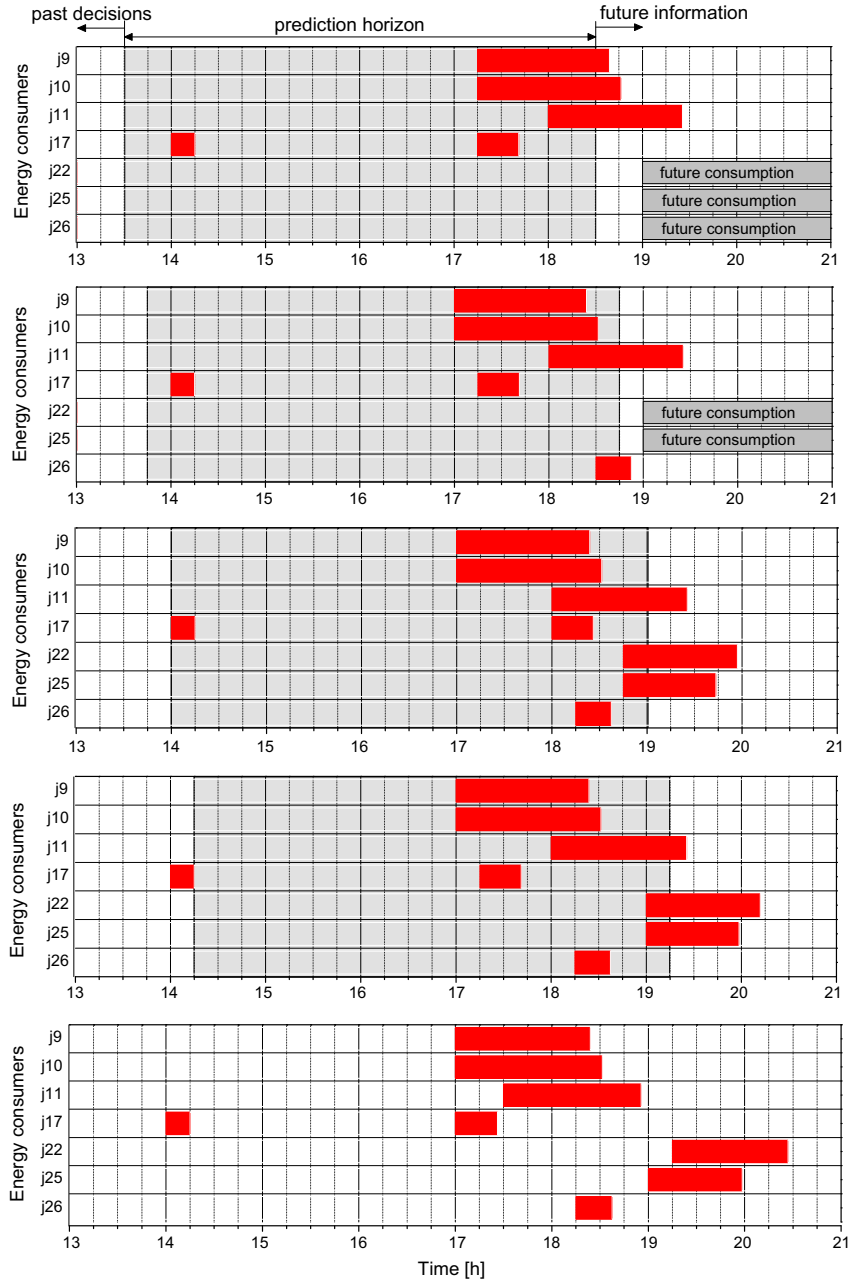 past decisions
prediction horizon
future information
Energy consumers
j9
j10
j11
j17
j22 future consumption
j25 future consumption
j26 future consumption
13 14 15 16 17 18 19 20 21
Energy consumers
j9
j10
j11
j17
j22 future consumption
j25 future consumption
j26
13 14 15 16 17 18 19 20 21
Energy consumers
j9
j10
j11
j17
j22
j25
j26
13 14 15 16 17 18 19 20 21
Energy consumers
j9
j10
j11
j17
j22
j25
j26
13 14 15 16 17 18 19 20 21
Energy consumers
j9
j10
j11
j17
j22
j25
j26
13 14 15 16 17 18 19 20 21
Time [h]